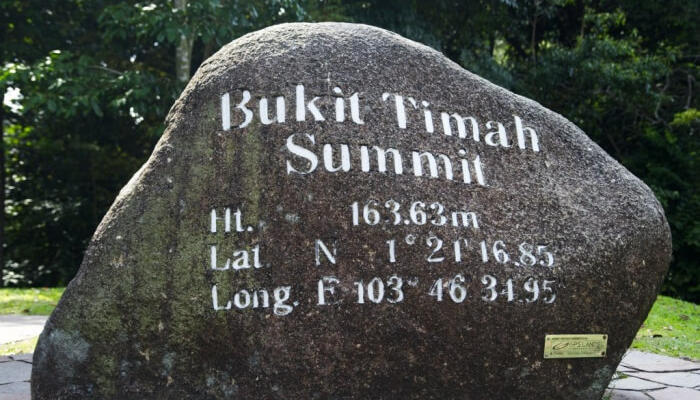 Bukit Timah
Summit
Ht. 163.63m
Lat N 1° 21' 16.85
Long. E 103° 46 34.95